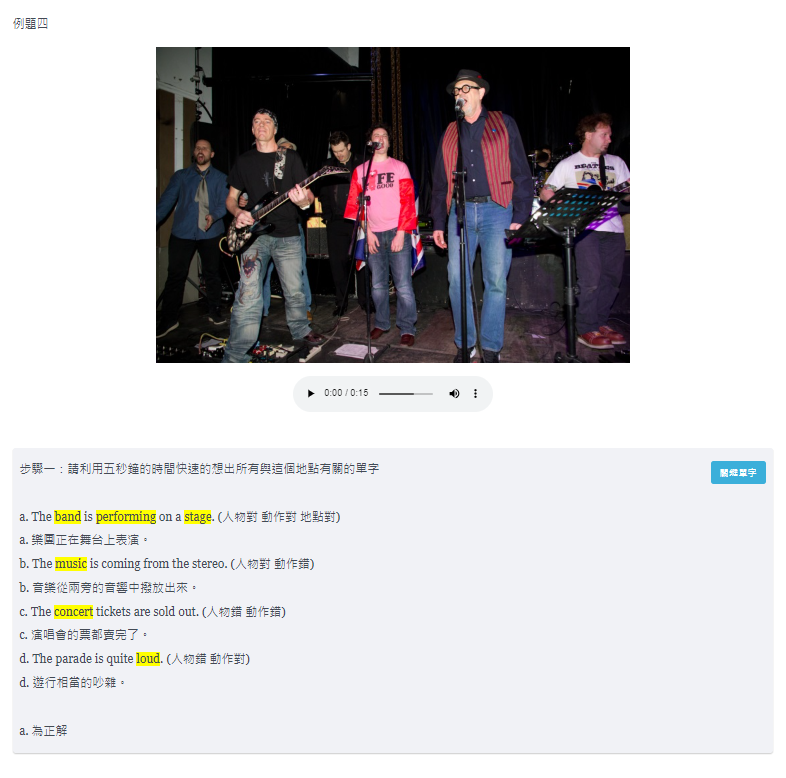 例題四
LIFE
GOOD
BEATLES
0:00 / 0:15
步驟一：請利用五秒鐘的時間快速的想出所有與這個地點有關的單字
關鍵單字
a. The band is performing on a stage. (人物對 動作對 地點對)
a. 樂團正在舞台上表演。
b. The music is coming from the stereo. (人物對 動作錯)
b. 音樂從兩旁的音響中撥放出來。
c. The concert tickets are sold out. (人物錯 動作錯)
c. 演唱會的票都賣完了。
d. The parade is quite loud. (人物錯 動作對)
d. 遊行相當的吵雜。
a. 為正解